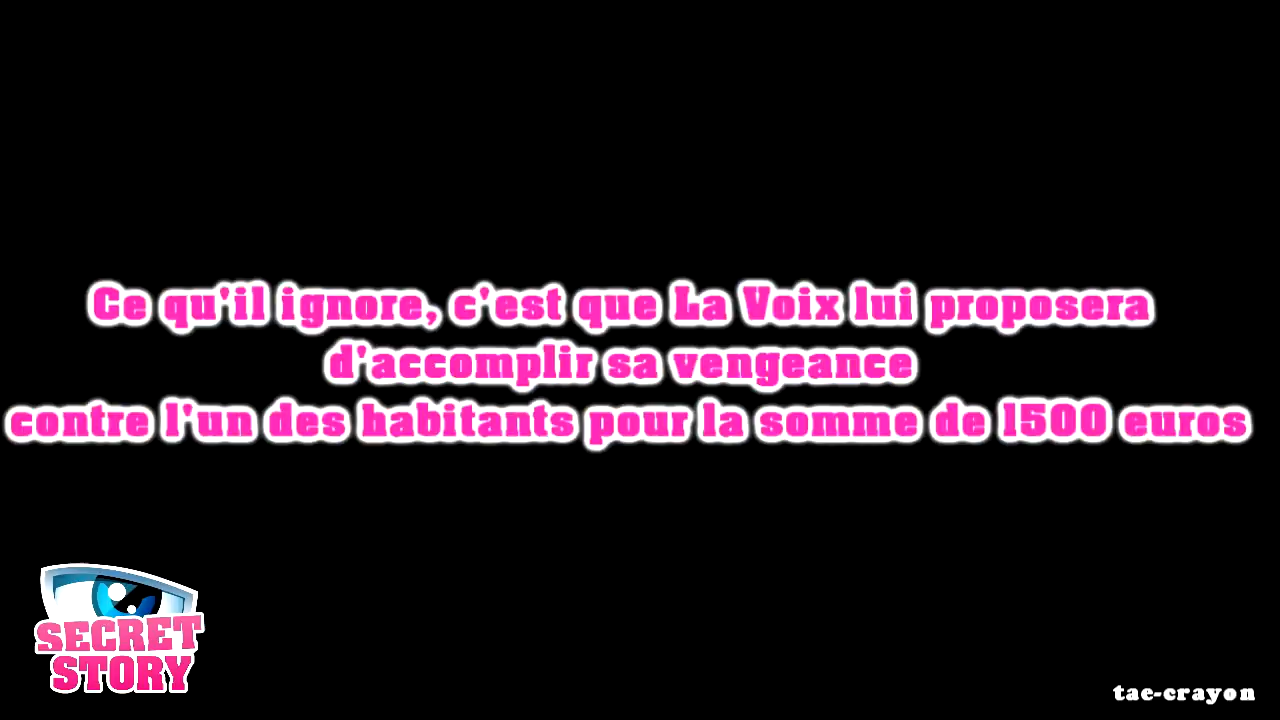 Ce qu'il ignore, c'est que La Voix lui proposera
d'accomplir sa vengeance
contre l'un des habitants pour la somme de 1500 euros
SECRET
STORY
tae-crayon